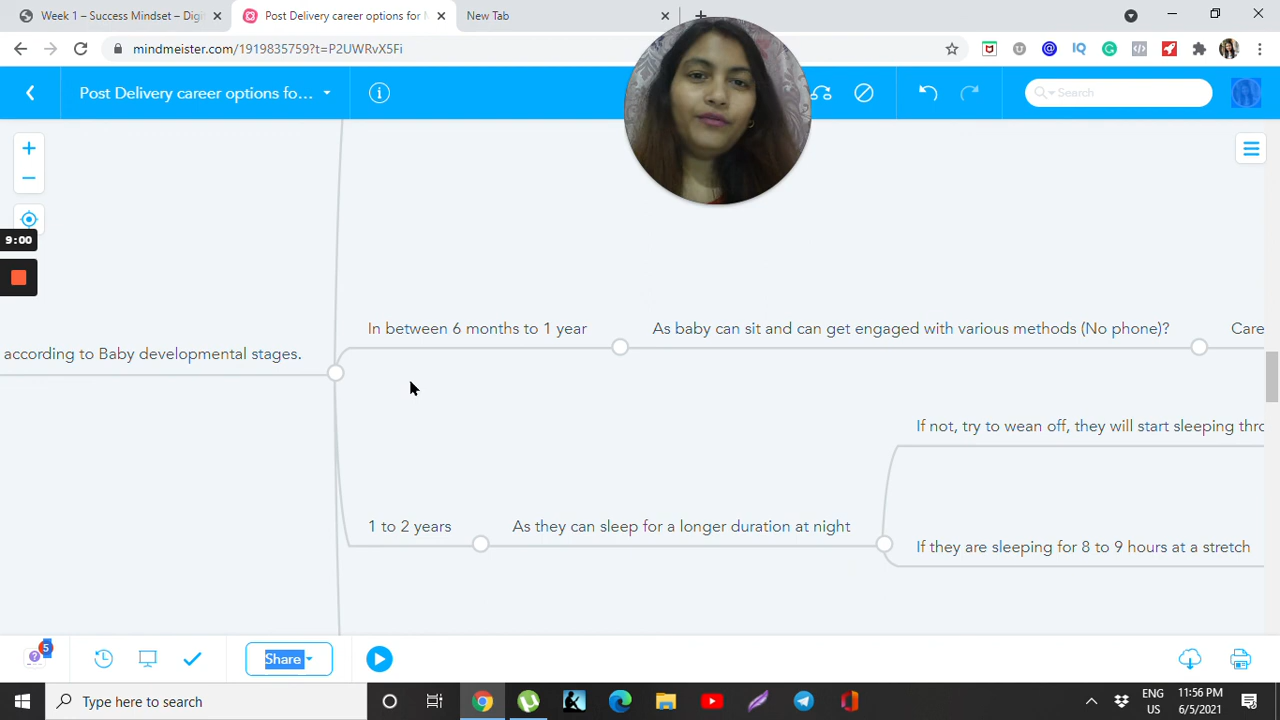 Week 1 – Success Mindset – Digi
Post Delivery career options for
New Tab
mindmeister.com/1919835759?t=P2UWRvX5Fi
Post Delivery career options fo...
Search
9:00
In between 6 months to 1 year
As baby can sit and can get engaged with various methods (No phone)?
Care
according to Baby developmental stages.
If not, try to wean off, they will start sleeping thro
1 to 2 years
As they can sleep for a longer duration at night
If they are sleeping for 8 to 9 hours at a stretch
5
Share
Type here to search
ENG
US
11:56 PM
6/5/2021